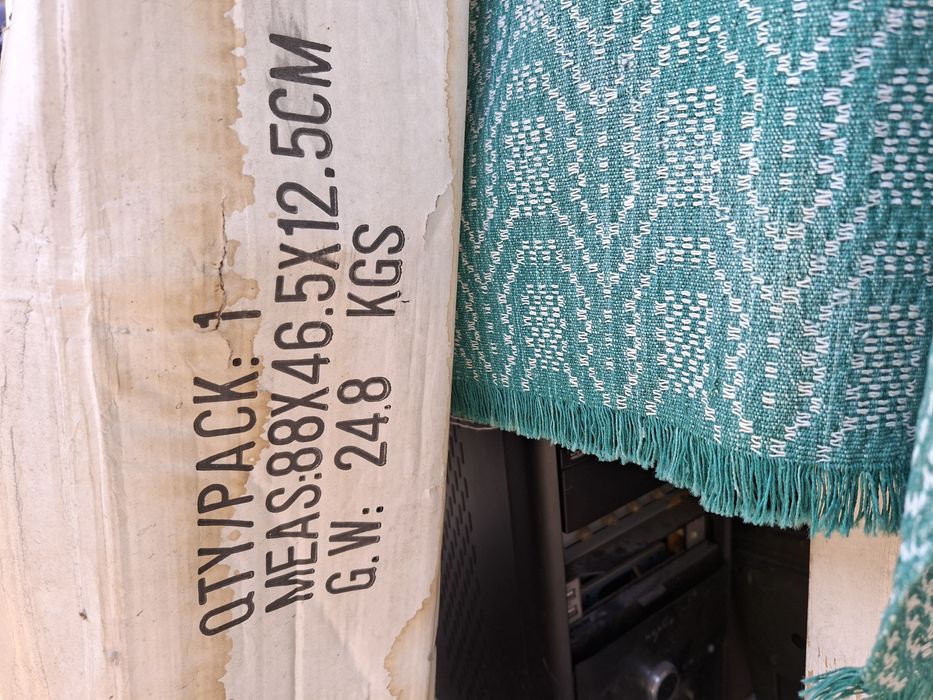 QTY/PACK: 1
MEAS:88X46.5X12.5CM
G.W: 24.8 KGS